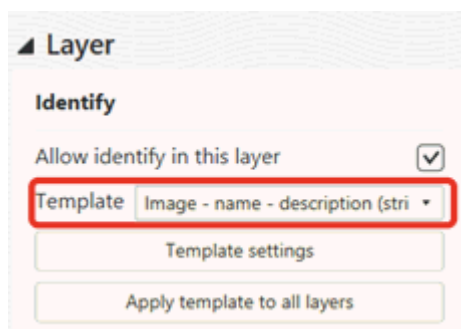 Layer
Identify
Allow identify in this layer
Template Image - name - description (stri
Template settings
Apply template to all layers